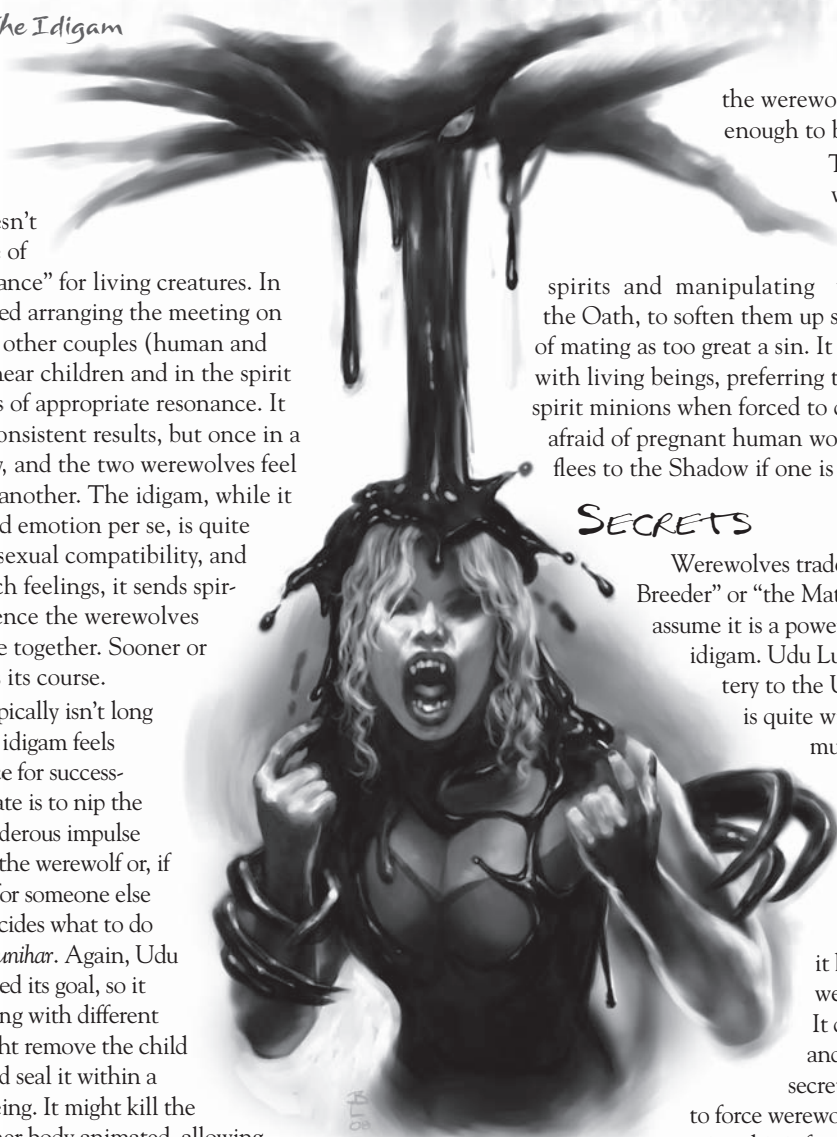 The Idigam
esn't
e of
ance" for living creatures. In
ed arranging the meeting on
other couples (human and
near children and in the spirit
s of appropriate resonance. It
onsistent results, but once in a
y, and the two werewolves feel
another. The idigam, while it
d emotion per se, is quite
sexual compatibility, and
ch feelings, it sends spir-
ence the werewolves
e together. Sooner or
its course.
pically isn't long
idigam feels
e for success-
ate is to nip the
derous impulse
the werewolf or, if
for someone else
cides what to do
unihar. Again, Udu
ed its goal, so it
ng with different
ht remove the child
d seal it within a
eing. It might kill the
her body animated, allowing
the werewo
enough to b
T
w
spirits and manipulating
the Oath, to soften them up s
of mating as too great a sin. It
with living beings, preferring t
spirit minions when forced to
afraid of pregnant human wo
flees to the Shadow if one is
SECRETS
Werewolves trade
Breeder" or "the Mat
assume it is a powe
idigam. Udu Lu
tery to the U
is quite w
mu
it
we
It
and
secre
to force werewo